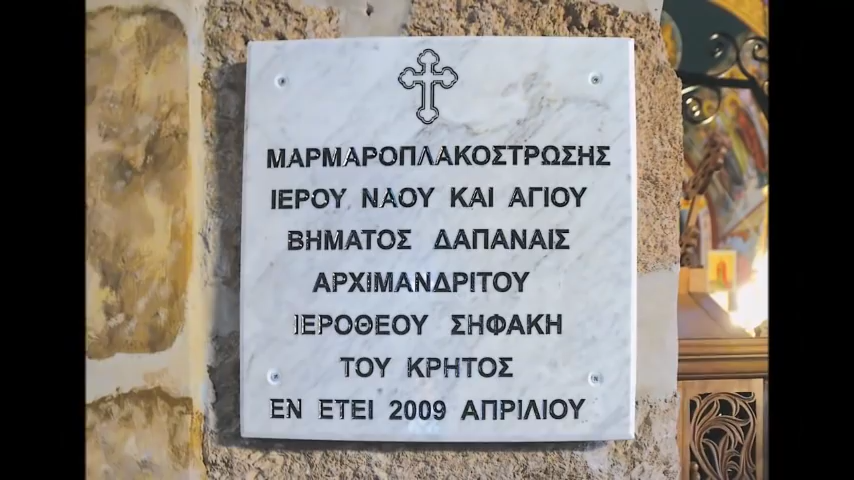 ΜΑΡΜΑΡΟΠΛΑΚΟΣΤΡΩΣΗΣ
ΙΕΡΟΥ ΝΑΟΥ ΚΑΙ ΑΓΙΟΥ
ΒΗΜΑΤΟΣ ΔΑΠΑΝΑΙΣ
ΑΡΧΙΜΑΝΔΡΙΤΟΥ
ΙΕΡΟΘΕΟΥ ΣΗΦΑΚΗ
ΤΟΥ ΚΡΗΤΟΣ
ΕΝ ΕΤΕΙ 2009 ΑΠΡΙΛΙΟΥ